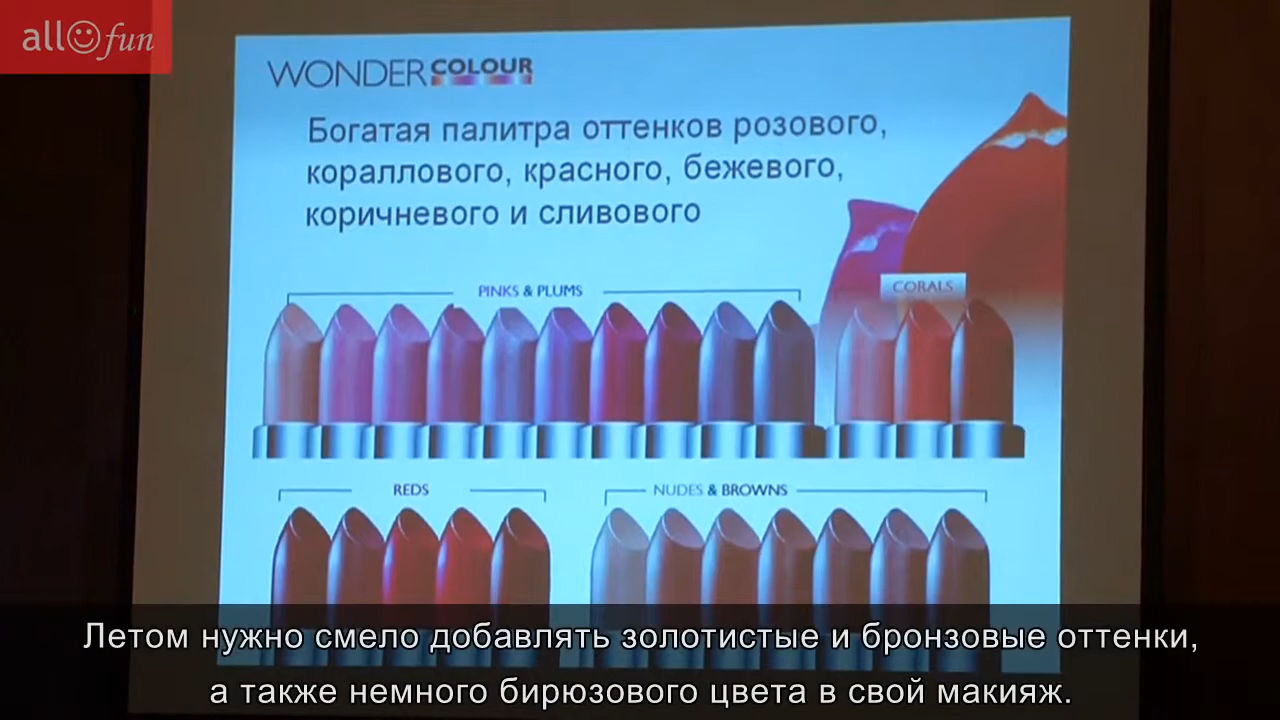 all fun
WONDER COLOUR
Богатая палитра оттенков розового,
кораллового, красного, бежевого,
коричневого и сливового
PINKS & PLUMS
CORALS
REDS
NUDES & BROWNS
Летом нужно смело добавлять золотистые и бронзовые оттенки,
а также немного бирюзового цвета в свой макияж.